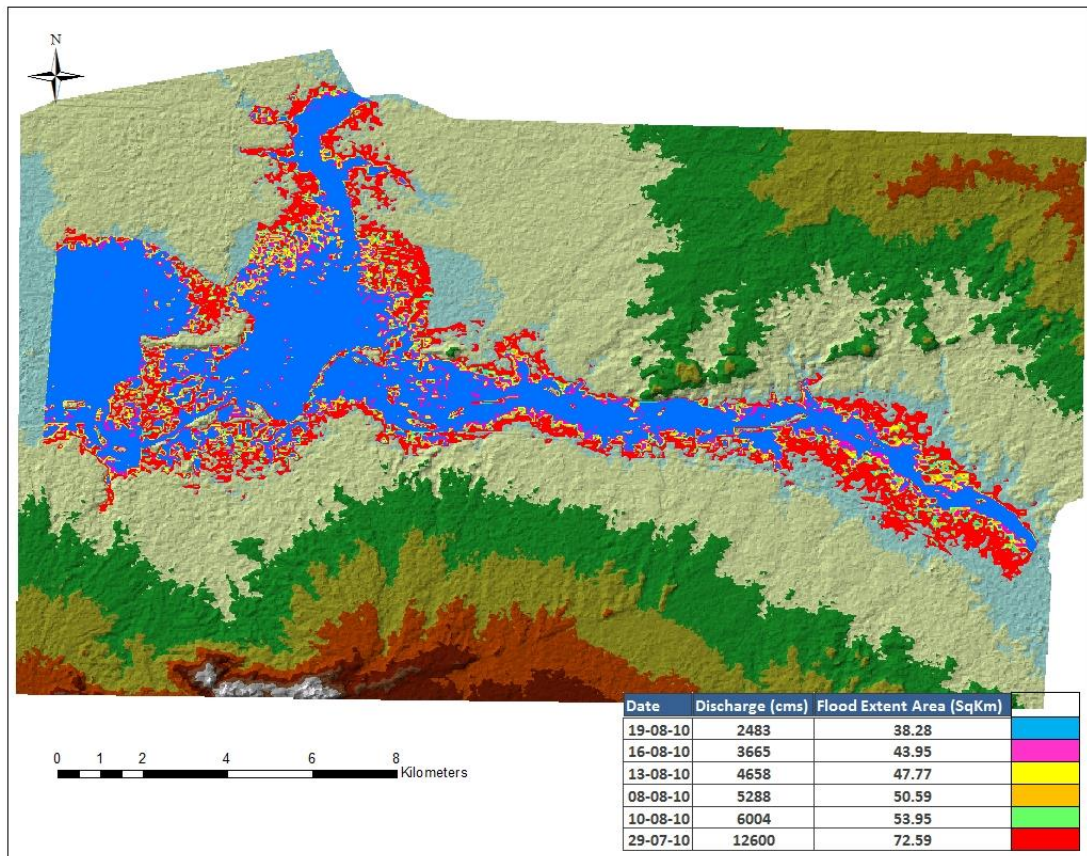 N
0 1 2 4 6 8
Kilometers
Date Discharge (cms) Flood Extent Area (SqKm)
19-08-10 2483 38.28
16-08-10 3665 43.95
13-08-10 4658 47.77
08-08-10 5288 50.59
10-08-10 6004 53.95
29-07-10 12600 72.59